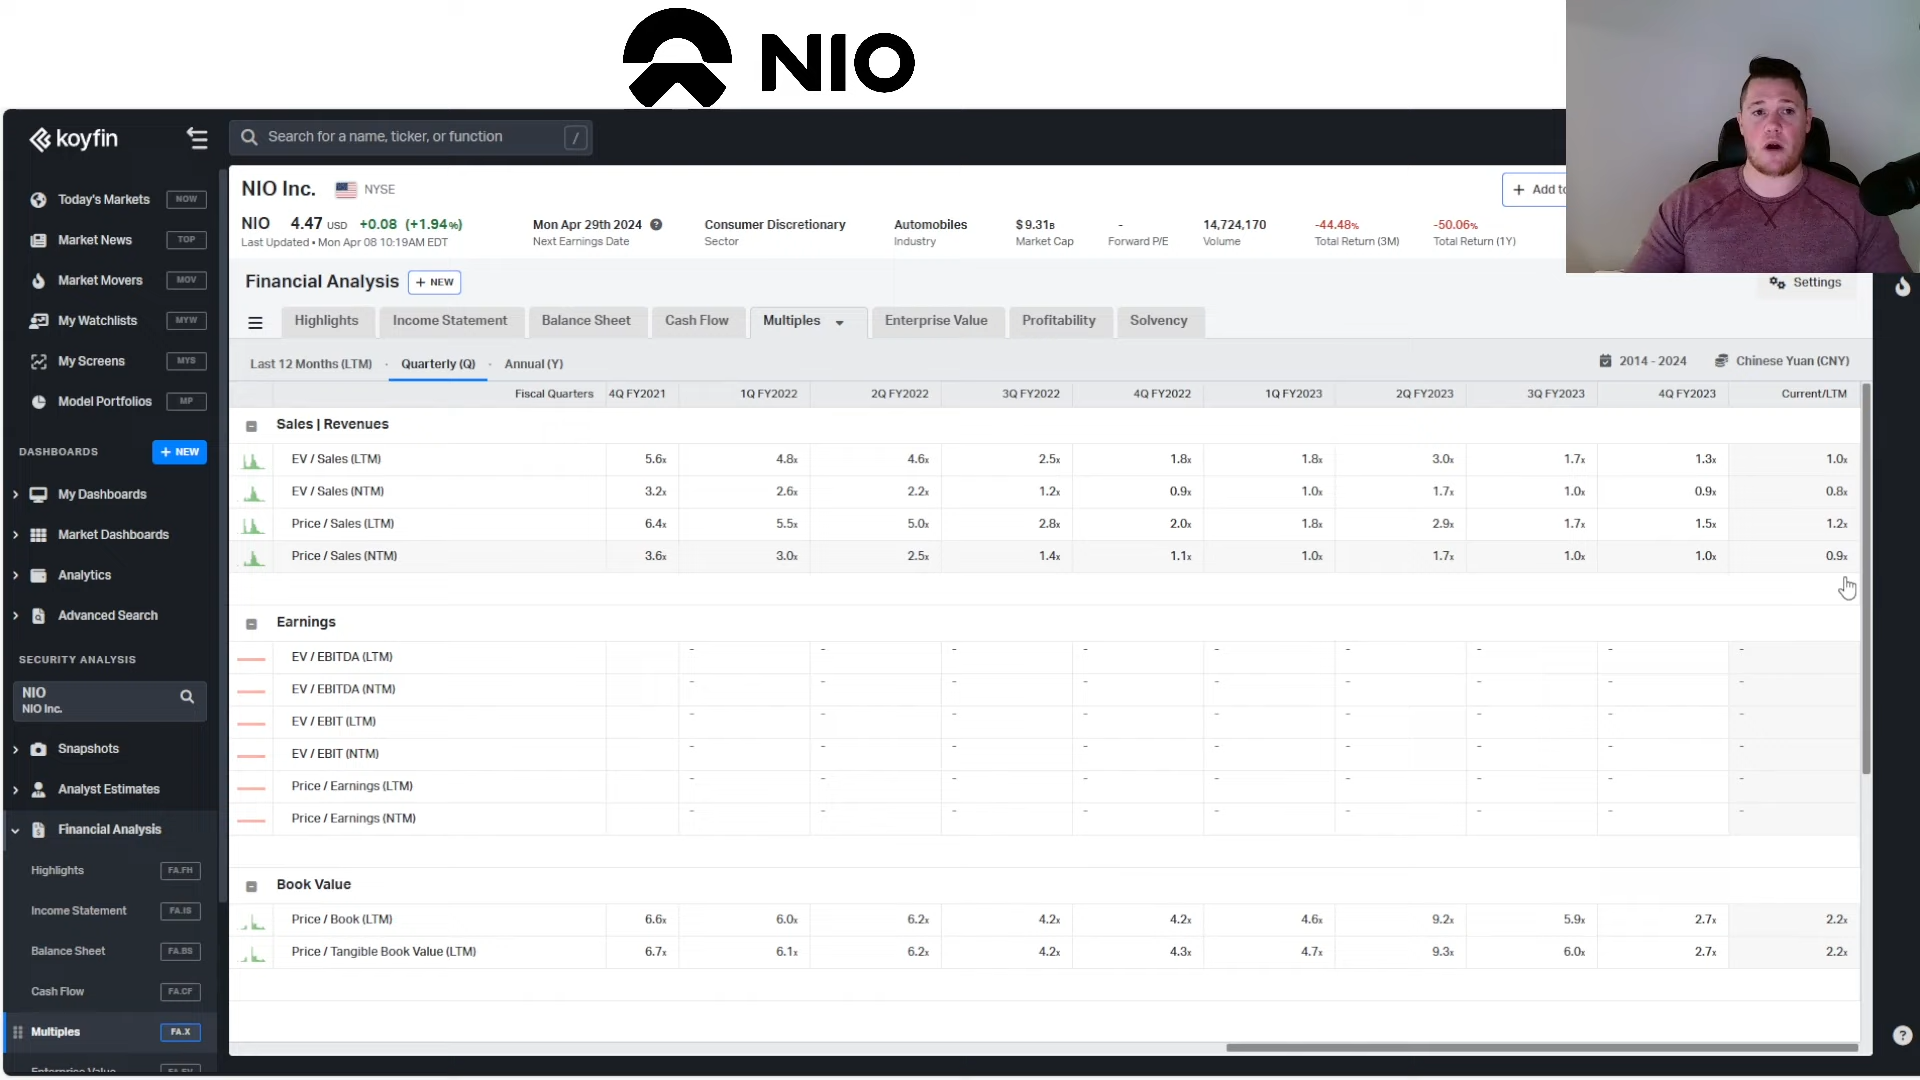 NIO
koyfin
Search for a name, ticker, or function /
Today's Markets NOW
Market News TOP
Market Movers MOV
My Watchlists MYW
My Screens MYS
Model Portfolios MP
DASHBOARDS + NEW
My Dashboards
Market Dashboards
Analytics
Advanced Search
SECURITY ANALYSIS
NIO
NIO Inc.
Snapshots
Analyst Estimates
Financial Analysis
Highlights FA.FH
Income Statement FA.IS
Balance Sheet FA.BS
Cash Flow FA.CF
Multiples FA.X
Enterprise Value FA.EV
NIO Inc. NYSE
+ Add to
NIO 4.47 USD +0.08 (+1.94%)
Last Updated • Mon Apr 08 10:19AM EDT
Mon Apr 29th 2024 ?
Next Earnings Date
Consumer Discretionary
Sector
Automobiles
Industry
$9.31B
Market Cap
-
Forward P/E
14,724,170
Volume
-44.48%
Total Return (3M)
-50.06%
Total Return (1Y)
Financial Analysis + NEW
Settings
Highlights Income Statement Balance Sheet Cash Flow Multiples Enterprise Value Profitability Solvency
Last 12 Months (LTM) · Quarterly (Q) · Annual (Y) 2014 - 2024 Chinese Yuan (CNY)
Fiscal Quarters 4Q FY2021 1Q FY2022 2Q FY2022 3Q FY2022 4Q FY2022 1Q FY2023 2Q FY2023 3Q FY2023 4Q FY2023 Current/LTM
Sales | Revenues
EV / Sales (LTM) 5.6x 4.8x 4.6x 2.5x 1.8x 1.8x 3.0x 1.7x 1.3x 1.0x
EV / Sales (NTM) 3.2x 2.6x 2.2x 1.2x 0.9x 1.0x 1.7x 1.0x 0.9x 0.8x
Price / Sales (LTM) 6.4x 5.5x 5.0x 2.8x 2.0x 1.8x 2.9x 1.7x 1.5x 1.2x
Price / Sales (NTM) 3.6x 3.0x 2.5x 1.4x 1.1x 1.0x 1.7x 1.0x 1.0x 0.9x
Earnings
EV / EBITDA (LTM) - - - - - - - - -
EV / EBITDA (NTM) - - - - - - - - -
EV / EBIT (LTM) - - - - - - - - -
EV / EBIT (NTM) - - - - - - - - -
Price / Earnings (LTM) - - - - - - - - -
Price / Earnings (NTM) - - - - - - - - -
Book Value
Price / Book (LTM) 6.6x 6.0x 6.2x 4.2x 4.2x 4.6x 9.2x 5.9x 2.7x 2.2x
Price / Tangible Book Value (LTM) 6.7x 6.1x 6.2x 4.2x 4.3x 4.7x 9.3x 6.0x 2.7x 2.2x
?